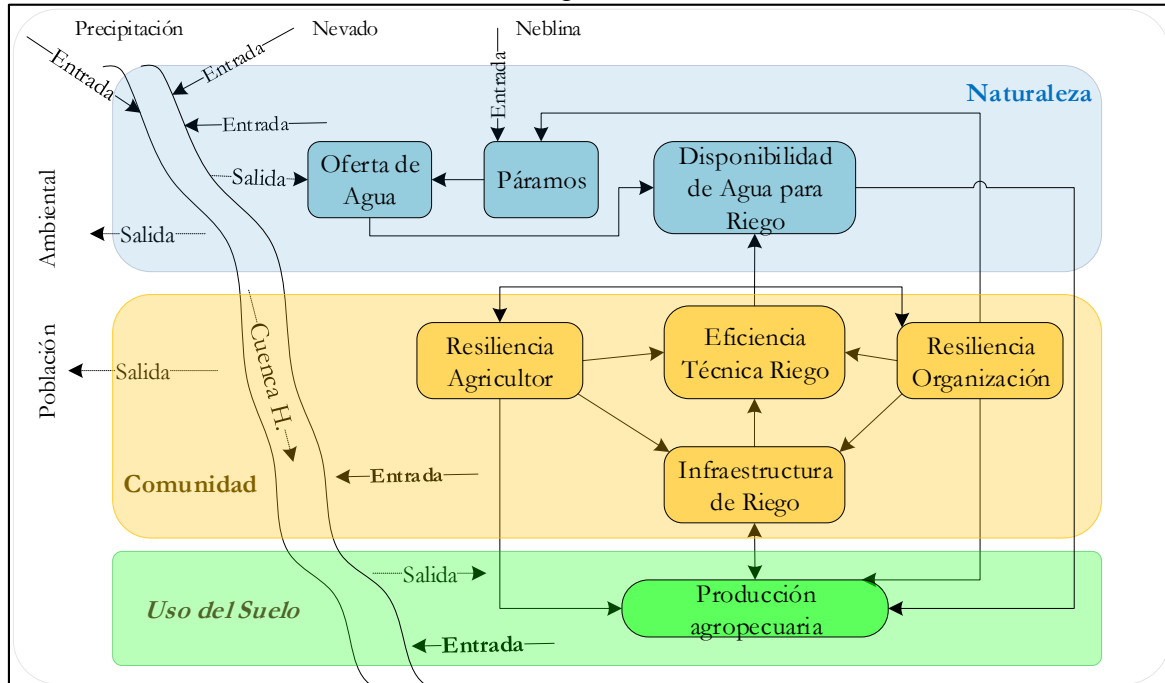 Precipitación
Nevado
Neblina
Entrada
Entrada
Entrada
Naturaleza
Entrada
Salida
Oferta de
Agua
Páramos
Disponibilidad
de Agua para
Riego
Ambiental
Salida
Población
Salida
Cuenca H.
Resiliencia
Agricultor
Eficiencia
Técnica Riego
Resiliencia
Organización
Comunidad
Entrada
Infraestructura
de Riego
Salida
Uso del Suelo
Producción
agropecuaria
Entrada